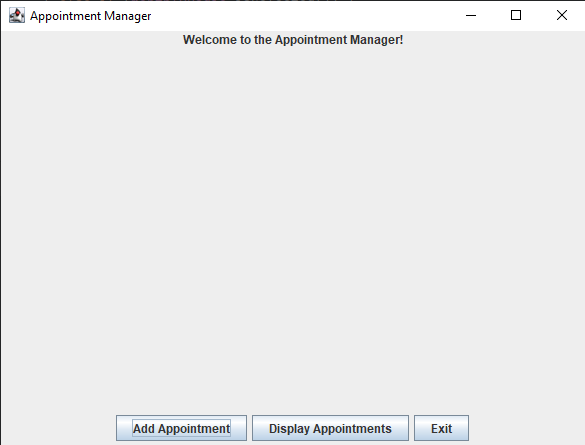 Appointment Manager
Welcome to the Appointment Manager!
Add Appointment Display Appointments Exit